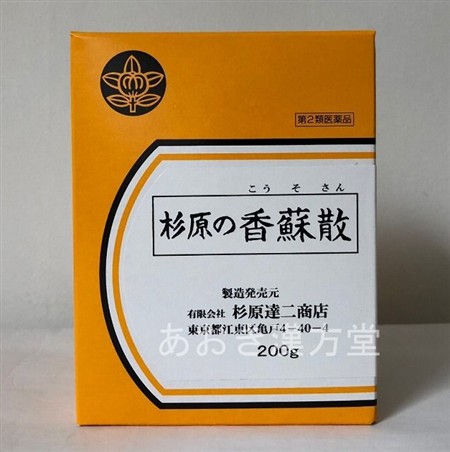 第2類医薬品
こうそさん
杉原の香蘇散
製造発売元
有限会社 杉原達二商店
東京都江東区亀戸4-40-4
あおき漢方堂
200g